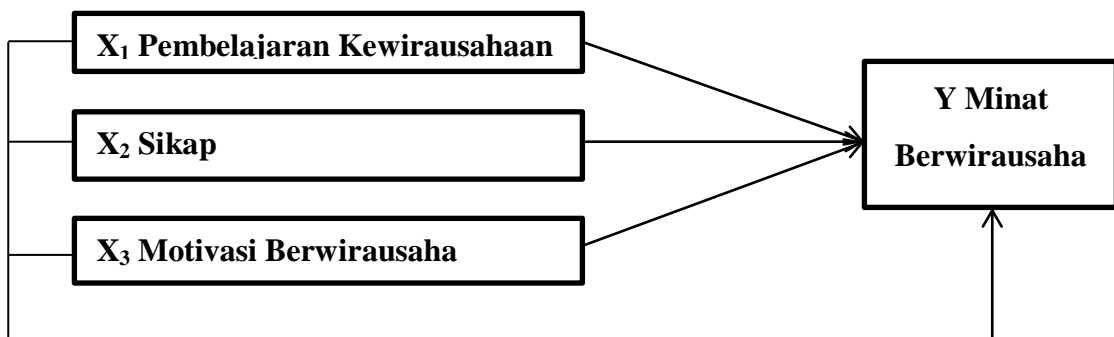 X₁ Pembelajaran Kewirausahaan
X₂ Sikap
X₃ Motivasi Berwirausaha
Y Minat
Berwirausaha